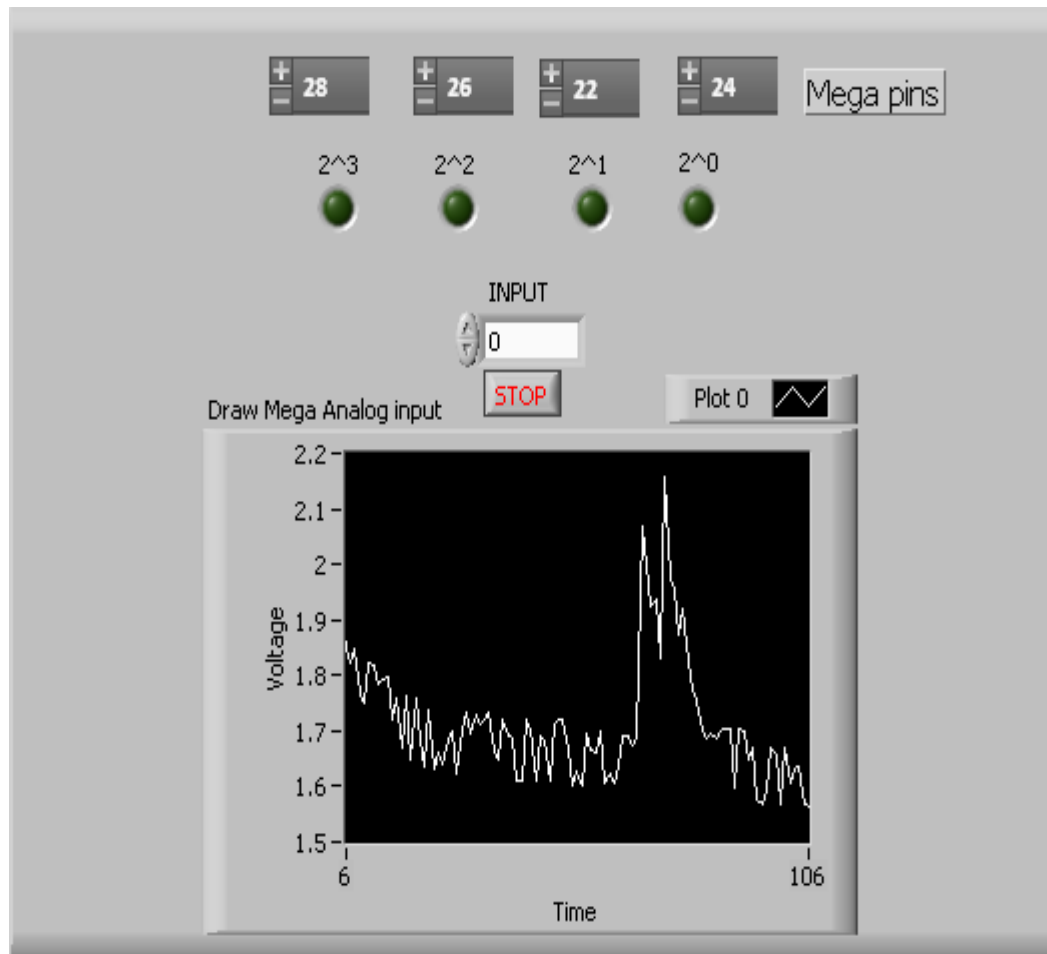 28 26 22 24 Mega pins
2^3 2^2 2^1 2^0
INPUT
0
STOP
Draw Mega Analog input
Plot 0
2.2
2.1
2
1.9
1.8
1.7
1.6
1.5
Voltage
6 106
Time